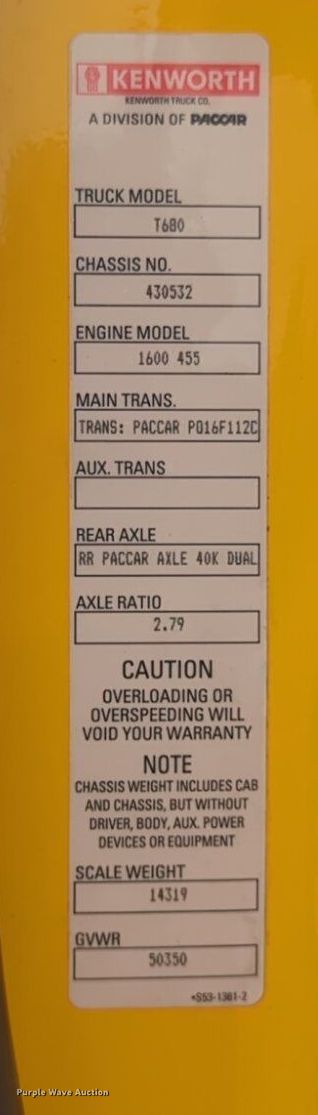 KENWORTH
KENWORTH TRUCK CO.
A DIVISION OF PACCAR
TRUCK MODEL
T680
CHASSIS NO.
430532
ENGINE MODEL
1600 455
MAIN TRANS.
TRANS: PACCAR PO16F112C
AUX. TRANS
REAR AXLE
RR PACCAR AXLE 40K DUAL
AXLE RATIO
2.79
CAUTION
OVERLOADING OR
OVERSPEEDING WILL
VOID YOUR WARRANTY
NOTE
CHASSIS WEIGHT INCLUDES CAB
AND CHASSIS, BUT WITHOUT
DRIVER, BODY, AUX. POWER
DEVICES OR EQUIPMENT
SCALE WEIGHT
14319
GVWR
50350
*S53-1361-2
Purple Wave Auction